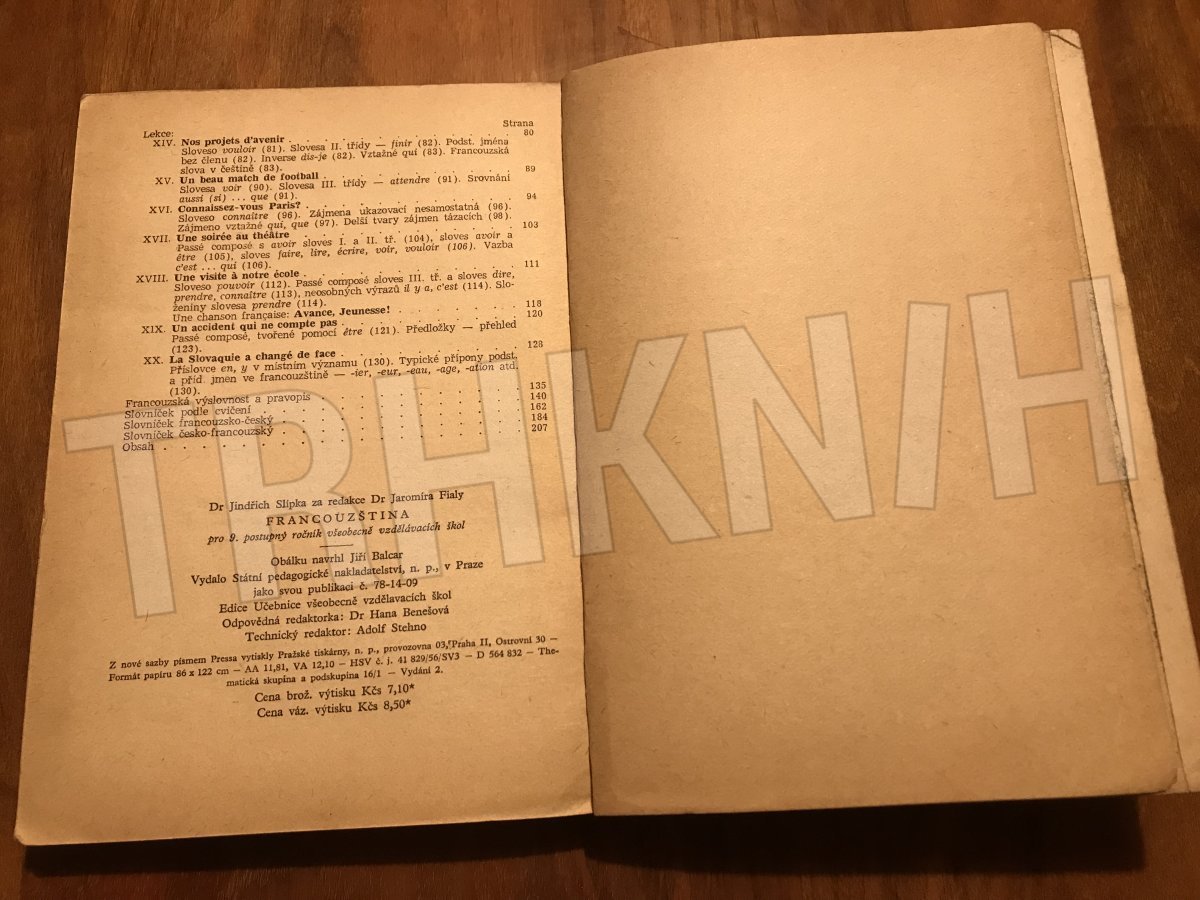 Lekce: Strana
XIV. Nos projets d'avenir . . . . . . . . . . . 80
Sloveso vouloir (81). Slovesa II. třídy — finir (82). Podst. jména
bez členu (82). Inverse dis-je (82). Vztažné qui (83). Francouzská
slova v češtině (83).
XV. Un beau match de football . . . . . . . . . . 89
Slovesa voir (90). Slovesa III. třídy — attendre (91). Srovnání
aussi (si) ... que (91).
XVI. Connaissez-vous Paris? . . . . . . . . . . . 94
Sloveso connaître (96). Zájmena ukazovací nesamostatná (96).
Zájmeno vztažné qui, que (97). Delší tvary zájmen tázacích (98).
XVII. Une soirée au théâtre . . . . . . . . . . . 103
Passé composé s avoir sloves I. a II. tř. (104), sloves avoir a
être (105), sloves faire, lire, écrire, voir, vouloir (106). Vazba
c'est ... qui (106).
XVIII. Une visite à notre école . . . . . . . . . . 111
Sloveso pouvoir (112). Passé composé sloves III. tř. a sloves dire,
prendre, connaître (113), neosobných výrazů il y a, c'est (114). Slo-
ženiny slovesa prendre (114).
Une chanson française: Avance, Jeunesse! . . . . . . 118
XIX. Un accident qui ne compte pas . . . . . . . . . 120
Passé composé, tvořené pomocí être (121). Předložky — přehled
(123).
XX. La Slovaquie a changé de face . . . . . . . . . 128
Příslovce en, y v místním významu (130). Typické přípony podst.
a příd. jmen ve francouzštině — -ier, -eur, -eau, -age, -ation atd.
(130).
Francouzská výslovnost a pravopis . . . . . . . . . 135
Slovníček podle cvičení . . . . . . . . . . . 140
Slovníček francouzsko-český . . . . . . . . . . 162
Slovníček česko-francouzský . . . . . . . . . . 184
Obsah . . . . . . . . . . . . . . . . 207
Dr Jindřich Slípka za redakce Dr Jaromíra Fialy
FRANCOUZŠTINA
pro 9. postupný ročník všeobecně vzdělávacích škol
Obálku navrhl Jiří Balcar
Vydalo Státní pedagogické nakladatelství, n. p., v Praze
jako svou publikaci č. 78-14-09
Edice Učebnice všeobecně vzdělavacích škol
Odpovědná redaktorka: Dr Hana Benešová
Technický redaktor: Adolf Stehno
Z nové sazby písmem Pressa vytiskly Pražské tiskárny, n. p., provozovna 03, Praha II, Ostrovní 30 —
Formát papíru 86 x 122 cm — AA 11,81, VA 12,10 — HSV č. j. 41 829/56/SV3 — D 564 832 — The-
matická skupina a podskupina 16/1 — Vydání 2.
Cena brož. výtisku Kčs 7,10*
Cena váz. výtisku Kčs 8,50*
TRHKNIH